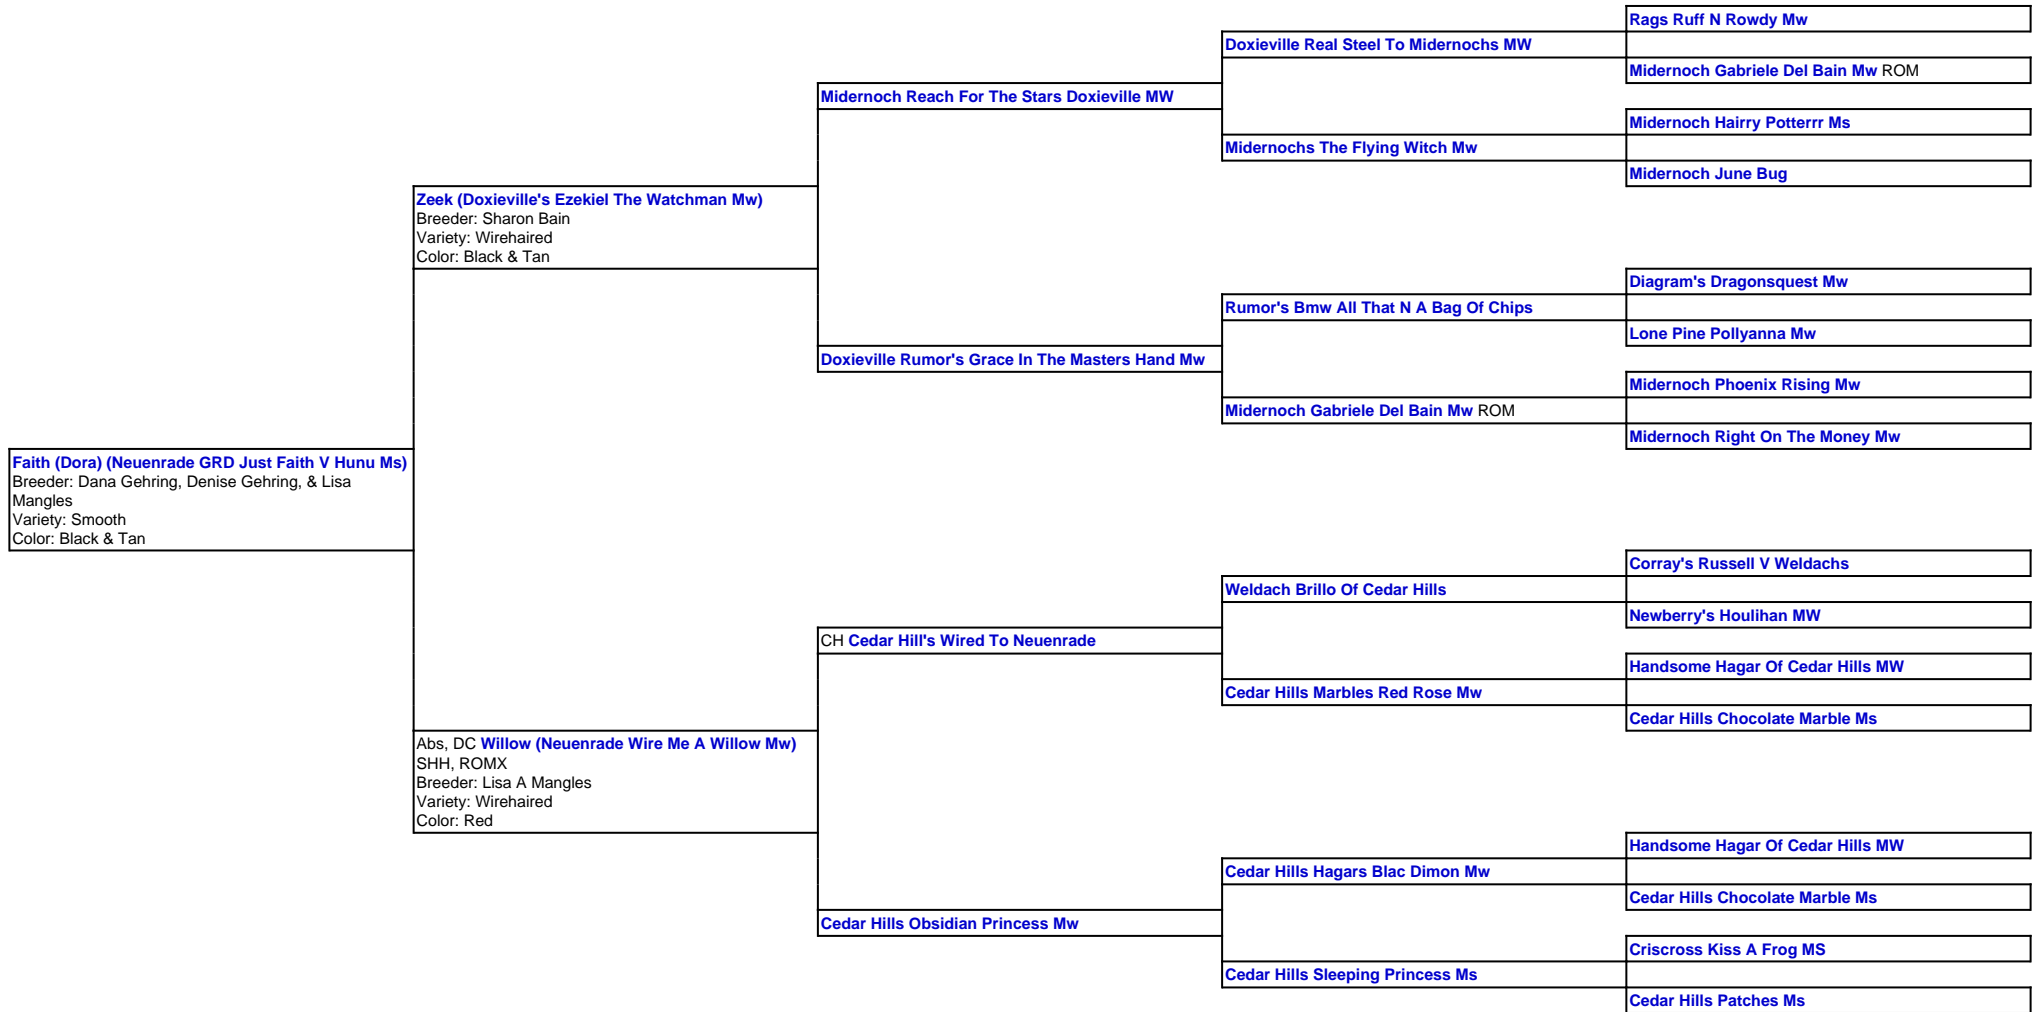 Faith (Dora) (Neuenrade GRD Just Faith V Hunu Ms)
Breeder: Dana Gehring, Denise Gehring, & Lisa
Mangles
Variety: Smooth
Color: Black & Tan
Zeek (Doxieville's Ezekiel The Watchman Mw)
Breeder: Sharon Bain
Variety: Wirehaired
Color: Black & Tan
Abs, DC Willow (Neuenrade Wire Me A Willow Mw)
SHH, ROMX
Breeder: Lisa A Mangles
Variety: Wirehaired
Color: Red
Midernoch Reach For The Stars Doxieville MW
Doxieville Rumor's Grace In The Masters Hand Mw
CH Cedar Hill's Wired To Neuenrade
Cedar Hills Obsidian Princess Mw
Doxieville Real Steel To Midernochs MW
Midernochs The Flying Witch Mw
Rumor's Bmw All That N A Bag Of Chips
Midernoch Gabriele Del Bain Mw ROM
Weldach Brillo Of Cedar Hills
Cedar Hills Marbles Red Rose Mw
Cedar Hills Hagars Blac Dimon Mw
Cedar Hills Sleeping Princess Ms
Rags Ruff N Rowdy Mw
Midernoch Gabriele Del Bain Mw ROM
Midernoch Hairry Potterrr Ms
Midernoch June Bug
Diagram's Dragonsquest Mw
Lone Pine Pollyanna Mw
Midernoch Phoenix Rising Mw
Midernoch Right On The Money Mw
Corray's Russell V Weldachs
Newberry's Houlihan MW
Handsome Hagar Of Cedar Hills MW
Cedar Hills Chocolate Marble Ms
Handsome Hagar Of Cedar Hills MW
Cedar Hills Chocolate Marble Ms
Criscross Kiss A Frog MS
Cedar Hills Patches Ms